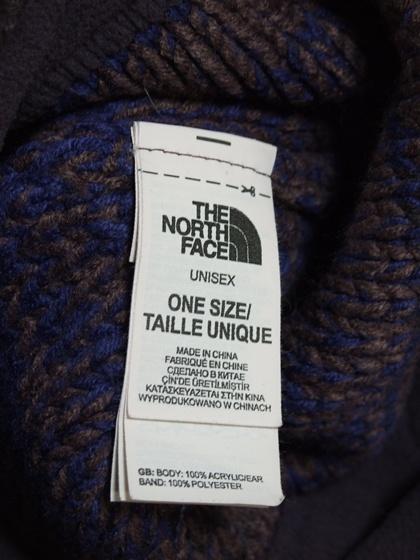 THE
NORTH
FACE
UNISEX
ONE SIZE/
TAILLE UNIQUE
MADE IN CHINA
FABRIQUÉ EN CHINE
СДЕЛАНО В КИТАЕ
ÇİN'DE ÜRETİLMİŞTİR
ΚΑΤΑΣΚΕΥΑΖΕΤΑΙ ΣΤΗΝ ΚΙΝΑ
WYPRODUKOWANO W CHINACH
GB: BODY: 100% ACRYLIC/EAR
BAND: 100% POLYESTER